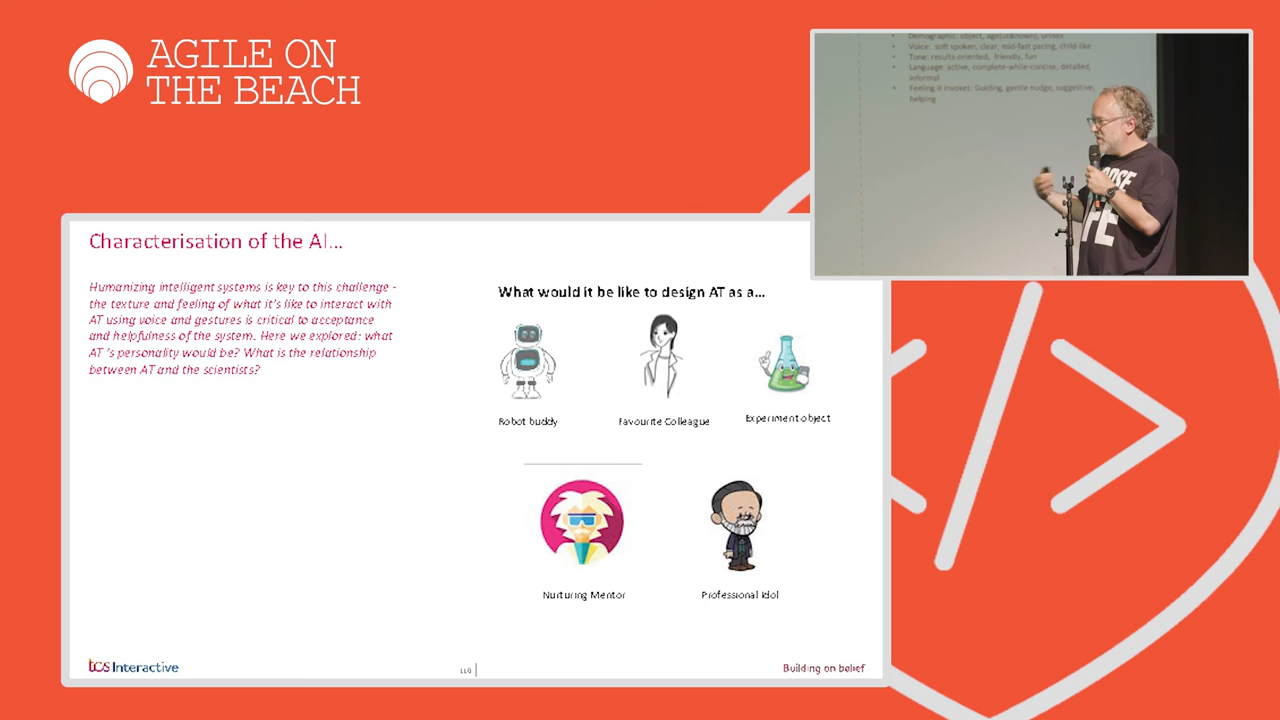 AGILE ON
THE BEACH
Demographic: object, age(unknown), unisex
Voice: soft spoken, clear, mid-fast pacing, child-like
Tone: results-oriented, friendly, fun
Language: active, complete-while-concise, detailed,
informal
Feeling it invokes: Guiding, gentle nudge, suggestive,
helping
Characterisation of the AI...
Humanizing intelligent systems is key to this challenge -
the texture and feeling of what it's like to interact with
AT using voice and gestures is critical to acceptance
and helpfulness of the system. Here we explored: what
AT 's personality would be? What is the relationship
between AT and the scientists?
What would it be like to design AT as a...
Robot buddy
Favourite Colleague
Experiment object
Nurturing Mentor
Professional Idol
tcs Interactive
Building on belief